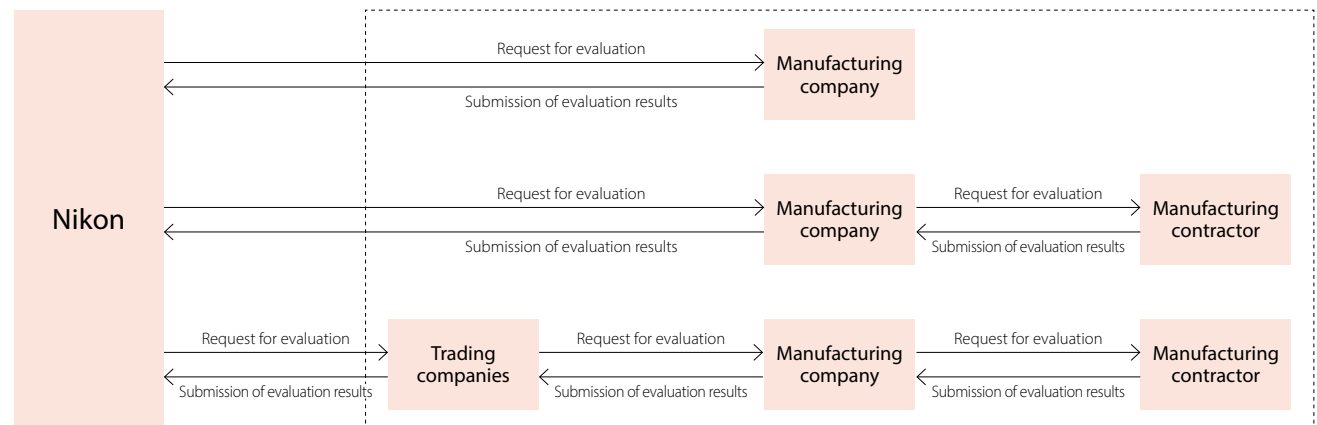 Nikon
Request for evaluation
Submission of evaluation results
Manufacturing
company
Request for evaluation
Submission of evaluation results
Manufacturing
company
Request for evaluation
Submission of evaluation results
Manufacturing
contractor
Request for evaluation
Submission of evaluation results
Trading
companies
Request for evaluation
Submission of evaluation results
Manufacturing
company
Request for evaluation
Submission of evaluation results
Manufacturing
contractor